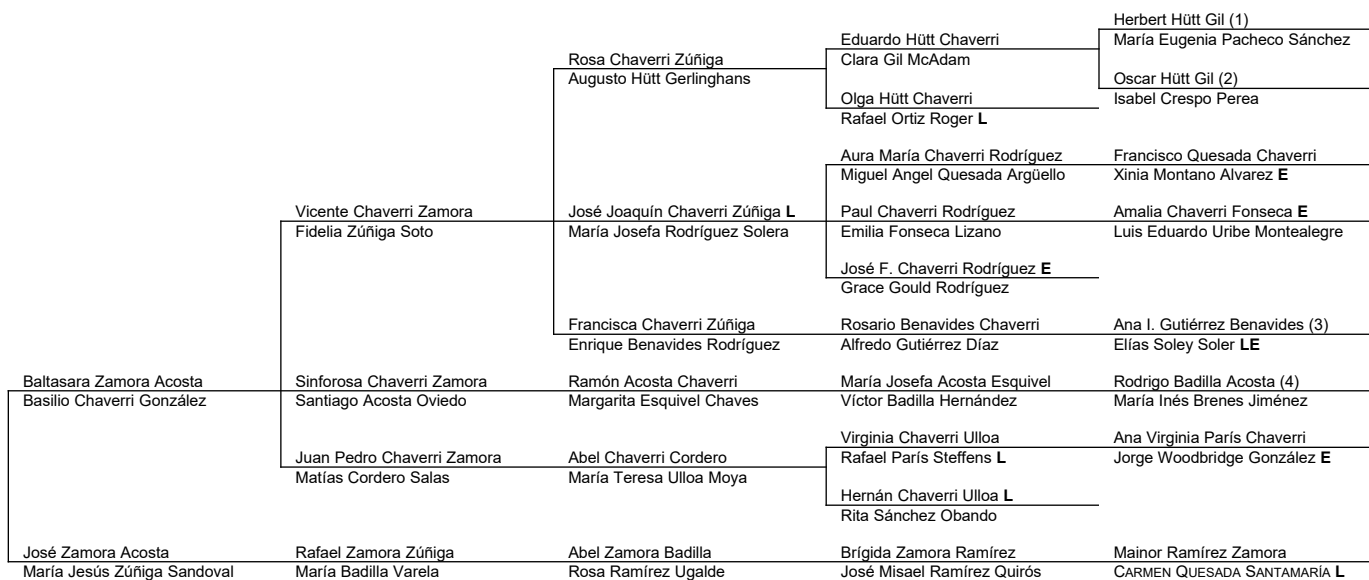 Herbert Hütt Gil (1)
Eduardo Hütt Chaverri
María Eugenia Pacheco Sánchez
Rosa Chaverri Zúñiga
Clara Gil McAdam
Augusto Hütt Gerlinghans
Oscar Hütt Gil (2)
Olga Hütt Chaverri
Isabel Crespo Perea
Rafael Ortiz Roger L
Aura María Chaverri Rodríguez
Francisco Quesada Chaverri
Miguel Angel Quesada Argüello
Xinia Montano Alvarez E
Vicente Chaverri Zamora
José Joaquín Chaverri Zúñiga L
Paul Chaverri Rodríguez
Amalia Chaverri Fonseca E
Fidelia Zúñiga Soto
María Josefa Rodríguez Solera
Emilia Fonseca Lizano
Luis Eduardo Uribe Montealegre
José F. Chaverri Rodríguez E
Grace Gould Rodríguez
Francisca Chaverri Zúñiga
Rosario Benavides Chaverri
Ana I. Gutiérrez Benavides (3)
Enrique Benavides Rodríguez
Alfredo Gutiérrez Díaz
Elías Soley Soler LE
Baltasara Zamora Acosta
Sinforosa Chaverri Zamora
Ramón Acosta Chaverri
María Josefa Acosta Esquivel
Rodrigo Badilla Acosta (4)
Basilio Chaverri González
Santiago Acosta Oviedo
Margarita Esquivel Chaves
Víctor Badilla Hernández
María Inés Brenes Jiménez
Virginia Chaverri Ulloa
Ana Virginia París Chaverri
Juan Pedro Chaverri Zamora
Abel Chaverri Cordero
Rafael París Steffens L
Jorge Woodbridge González E
Matías Cordero Salas
María Teresa Ulloa Moya
Hernán Chaverri Ulloa L
Rita Sánchez Obando
José Zamora Acosta
Rafael Zamora Zúñiga
Abel Zamora Badilla
Brígida Zamora Ramírez
Mainor Ramírez Zamora
María Jesús Zúñiga Sandoval
María Badilla Varela
Rosa Ramírez Ugalde
José Misael Ramírez Quirós
CARMEN QUESADA SANTAMARÍA L